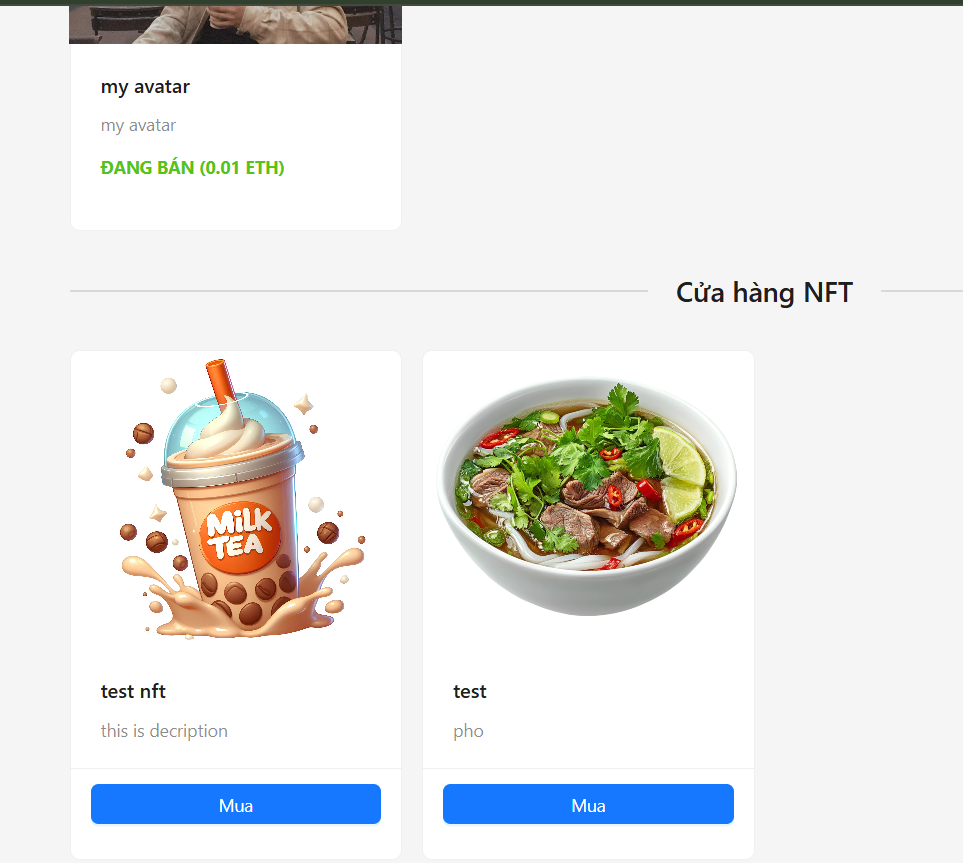 my avatar
my avatar
ĐANG BÁN (0.01 ETH)
Cửa hàng NFT
MiLK
TEA
test nft
this is decription
Mua
test
pho
Mua